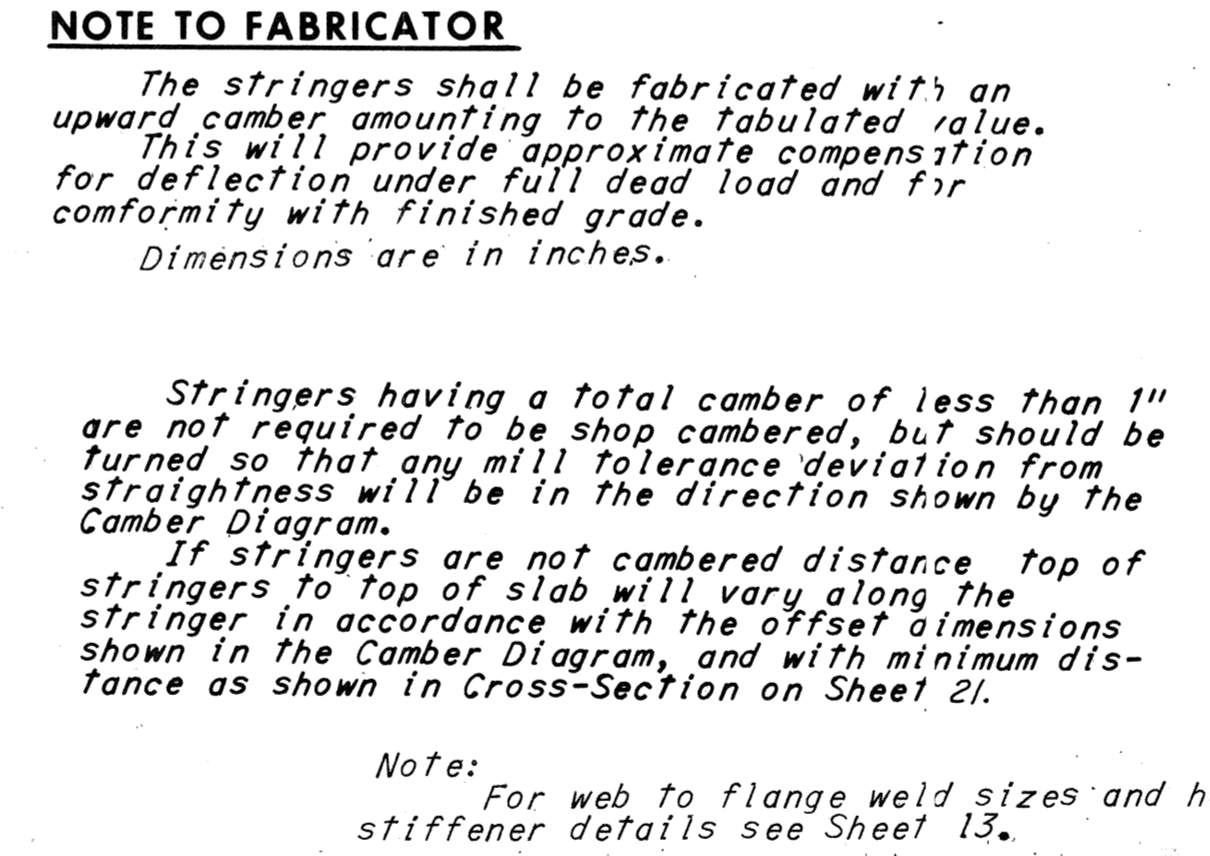 NOTE TO FABRICATOR
The stringers shall be fabricated with an
upward camber amounting to the tabulated value.
This will provide approximate compensation
for deflection under full dead load and for
comformity with finished grade.
Dimensions are in inches.
Stringers having a total camber of less than 1"
are not required to be shop cambered, but should be
turned so that any mill tolerance deviation from
straightness will be in the direction shown by the
Camber Diagram.
If stringers are not cambered distance top of
stringers to top of slab will vary along the
stringer in accordance with the offset dimensions
shown in the Camber Diagram, and with minimum dis-
tance as shown in Cross-Section on Sheet 21.
Note:
For web to flange weld sizes and h
stiffener details see Sheet 13.